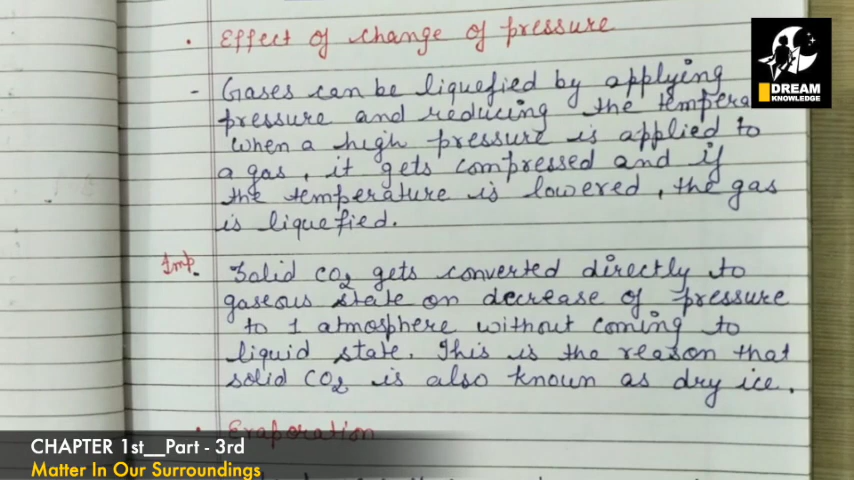 • Effect of change of pressure
- Gases can be liquefied by applying
pressure and reducing the tempera
when a high pressure is applied to
a gas, it gets compressed and if
the temperature is lowered, the gas
is liquefied.
Imp. Solid CO2 gets converted directly to
gaseous state on decrease of pressure
to 1 atmosphere without coming to
liquid state. This is the reason that
solid CO2 is also known as dry ice.
• Evaporation
DREAM
KNOWLEDGE
CHAPTER 1st__Part - 3rd
Matter In Our Surroundings